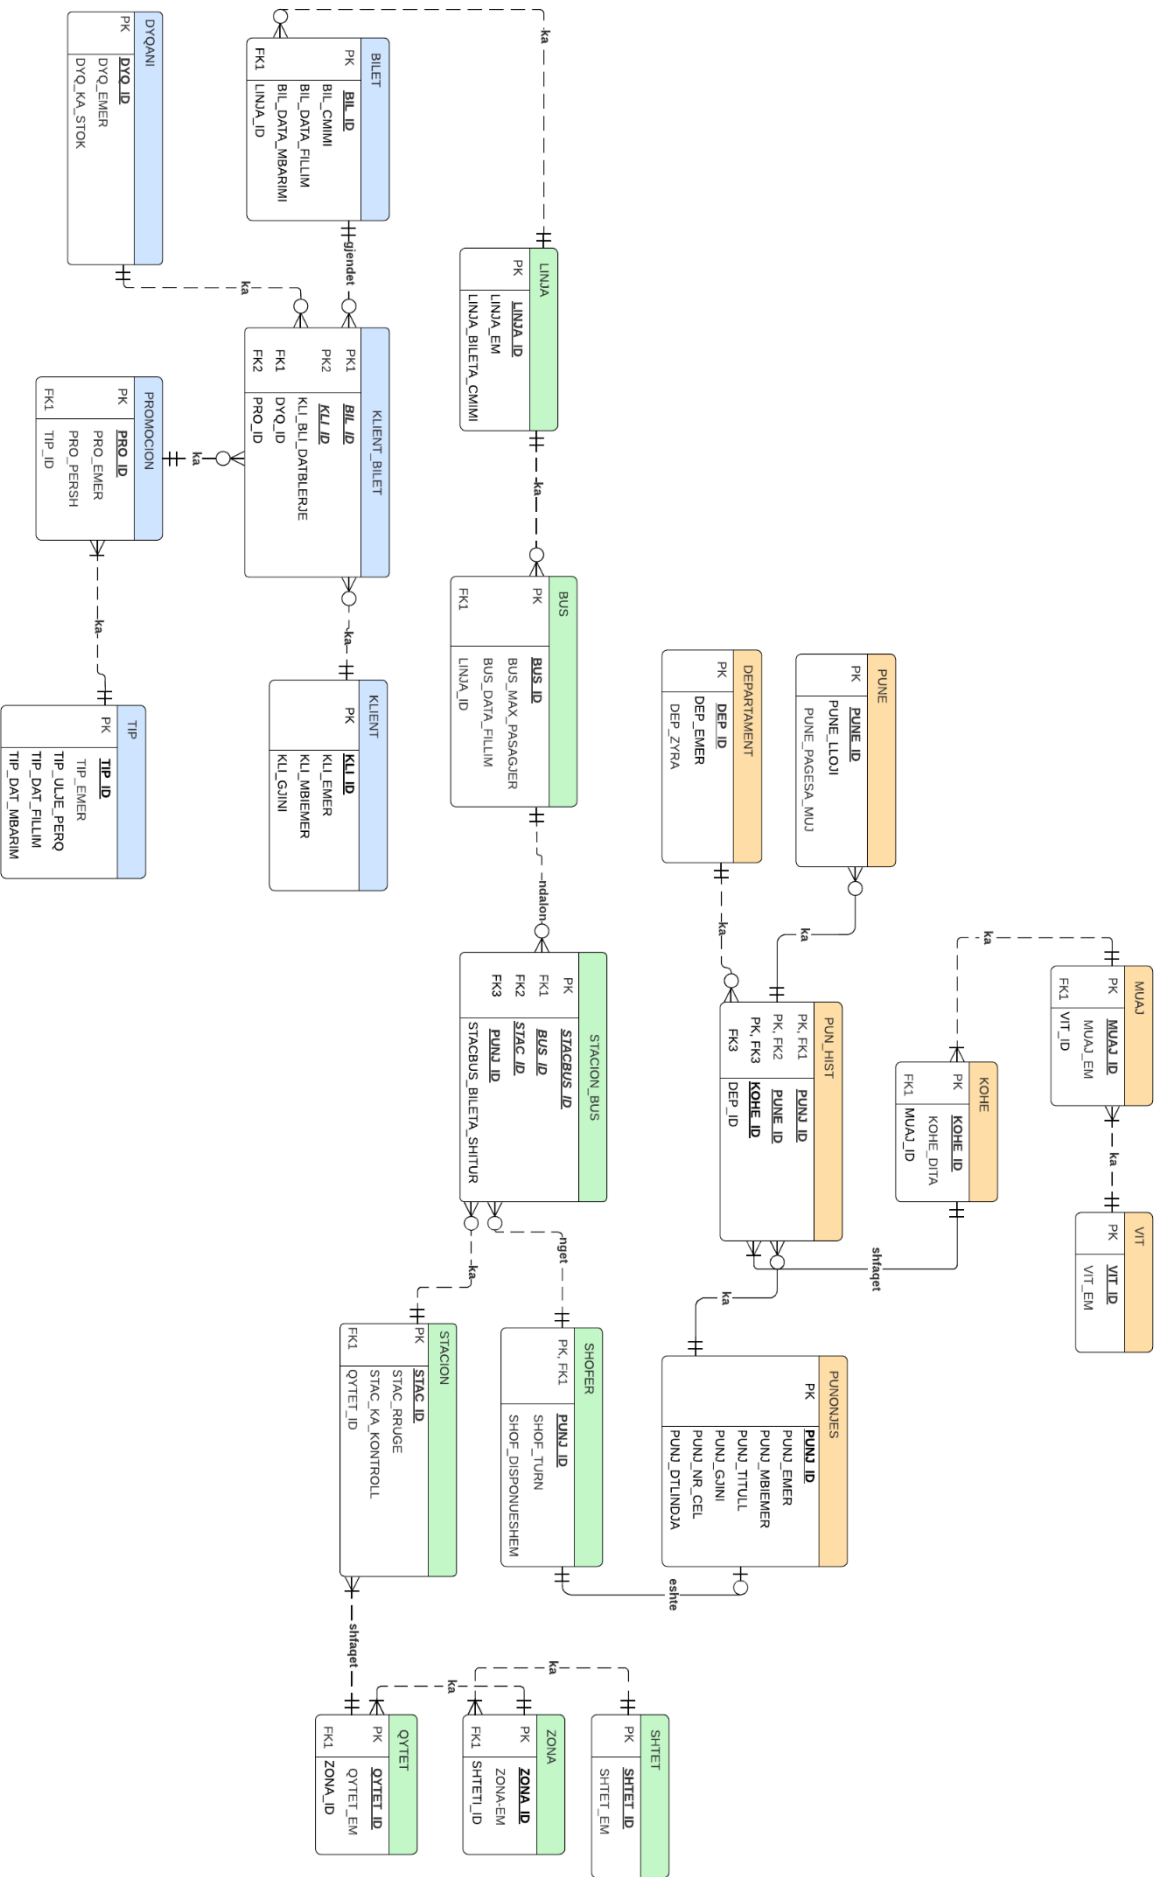 MUAJ
PK MUAJ_ID
MUAJ_EM
FK1 VIT_ID
ka
VIT
PK VIT_ID
VIT_EM
ka
KOHE
PK KOHE_ID
KOHE_DITA
FK1 MUAJ_ID
shfaqet
PUNE
PK PUNE_ID
PUNE_LLOJI
PUNE_PAGESA_MUJ
ka
DEPARTAMENT
PK DEP_ID
DEP_EMER
DEP_ZYRA
ka
PUN_HIST
PK, FK1 PUNJ_ID
PK, FK2 PUNE_ID
PK, FK3 KOHE_ID
FK3 DEP_ID
ka
PUNONJES
PK PUNJ_ID
PUNJ_EMER
PUNJ_MBIEMER
PUNJ_TITULL
PUNJ_GJINI
PUNJ_NR_CEL
PUNJ_DTLINDJA
eshte
LINJA
PK LINJA_ID
LINJA_EM
LINJA_BILETA_CMIMI
ka
ka
BUS
PK BUS_ID
BUS_MAX_PASAGJER
BUS_DATA_FILLIM
FK1 LINJA_ID
ndalon
STACION_BUS
PK STACBUS_ID
FK1 BUS_ID
FK2 STAC_ID
FK3 PUNJ_ID
STACBUS_BILETA_SHITUR
nget
ka
SHOFER
PK, FK1 PUNJ_ID
SHOF_TURN
SHOF_DISPONUESHEM
STACION
PK STAC_ID
STAC_RRUGE
STAC_KA_KONTROLL
FK1 QYTET_ID
shfaqet
SHTET
PK SHTET_ID
SHTET_EM
ka
ZONA
PK ZONA_ID
ZONA-EM
FK1 SHTETI_ID
ka
QYTET
PK QYTET_ID
QYTET_EM
FK1 ZONA_ID
BILET
PK BIL_ID
BIL_CMIMI
BIL_DATA_FILLIM
BIL_DATA_MBARIMI
FK1 LINJA_ID
gjendet
DYQANI
PK DYQ_ID
DYQ_EMER
DYQ_KA_STOK
ka
KLIENT_BILET
PK1 BIL_ID
PK2 KLI_ID
KLI_BLI_DATBLERJE
FK1 DYQ_ID
FK2 PRO_ID
ka
ka
KLIENT
PK KLI_ID
KLI_EMER
KLI_MBIEMER
KLI_GJINI
PROMOCION
PK PRO_ID
PRO_EMER
PRO_PERSH
FK1 TIP_ID
ka
TIP
PK TIP_ID
TIP_EMER
TIP_ULJE_PERQ
TIP_DAT_FILLIM
TIP_DAT_MBARIM